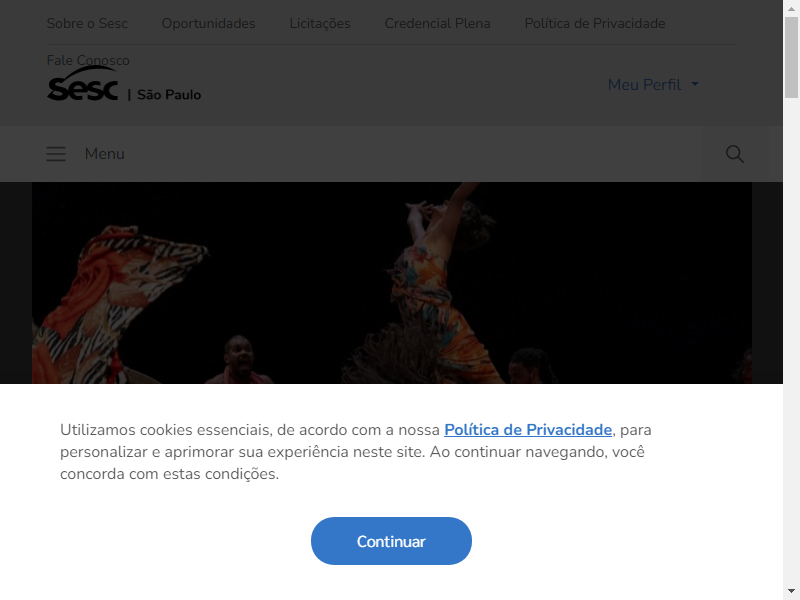 Sobre o Sesc Oportunidades Licitações Credencial Plena Política de Privacidade
Fale Conosco
Sesc | São Paulo
Meu Perfil
Menu
Utilizamos cookies essenciais, de acordo com a nossa Política de Privacidade, para
personalizar e aprimorar sua experiência neste site. Ao continuar navegando, você
concorda com estas condições.
Continuar